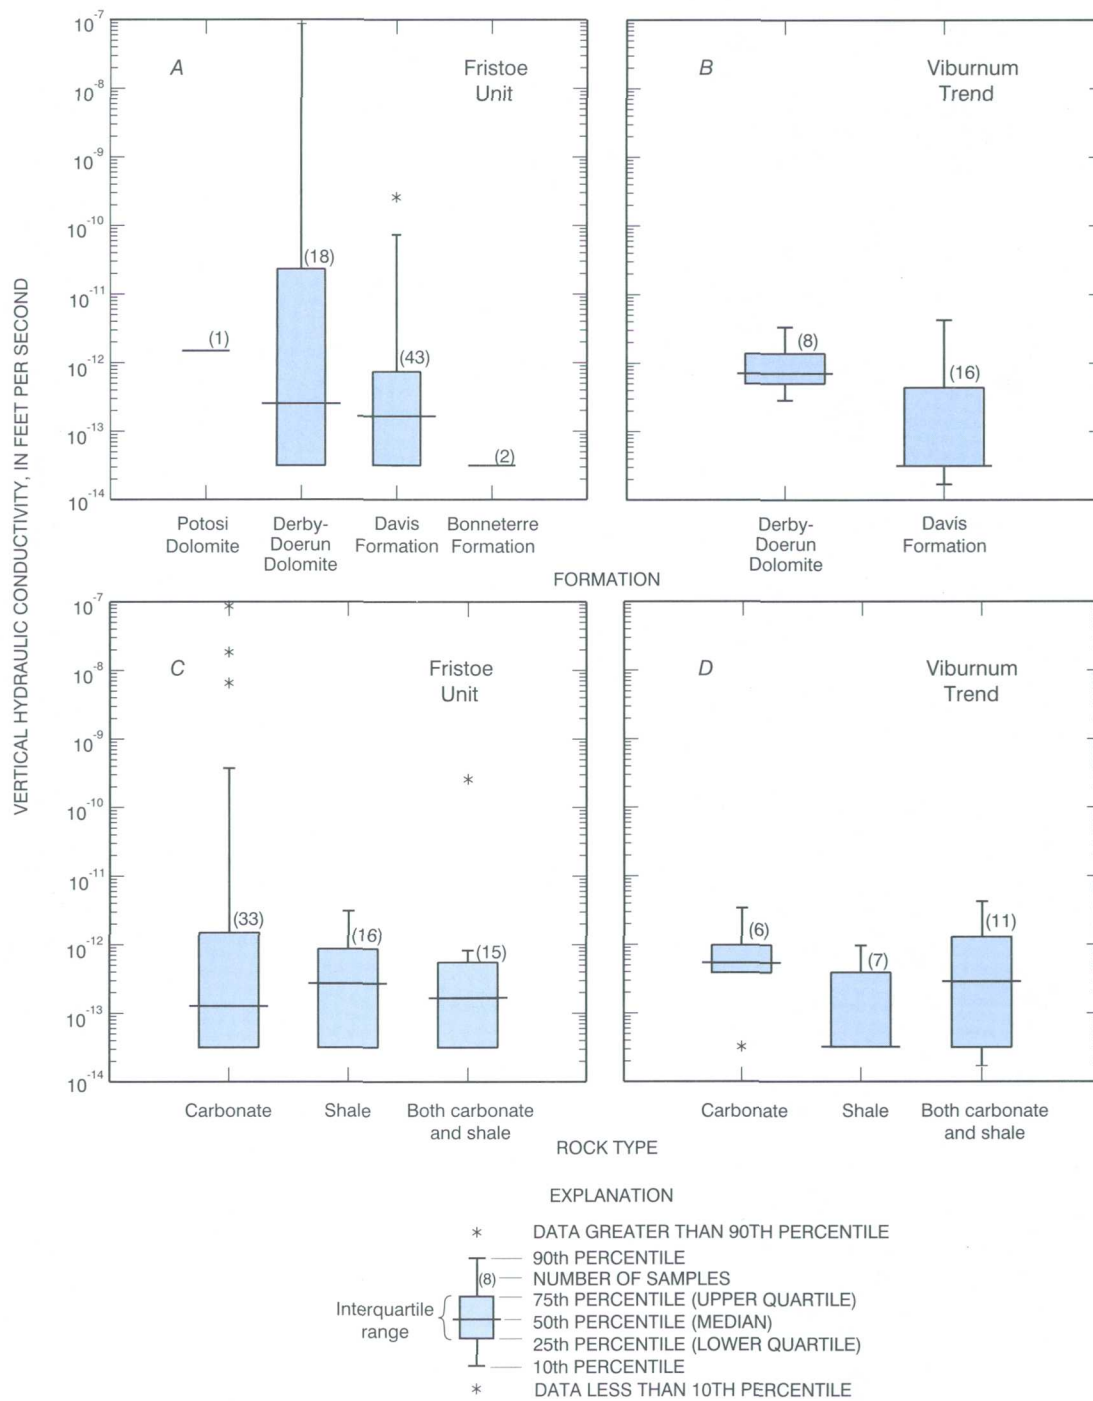 VERTICAL HYDRAULIC CONDUCTIVITY, IN FEET PER SECOND
A
Fristoe
Unit
10-7
10-8
10-9
10-10
10-11
10-12
10-13
10-14
*
(1)
(18)
(43)
(2)
Potosi
Dolomite
Derby-
Doerun
Dolomite
Davis
Formation
Bonneterre
Formation
B
Viburnum
Trend
(8)
(16)
Derby-
Doerun
Dolomite
Davis
Formation
FORMATION
C
Fristoe
Unit
10-7
10-8
10-9
10-10
10-11
10-12
10-13
10-14
*
*
*
*
(33)
(16)
(15)
Carbonate
Shale
Both carbonate
and shale
D
Viburnum
Trend
(6)
(7)
(11)
*
Carbonate
Shale
Both carbonate
and shale
ROCK TYPE
EXPLANATION
* DATA GREATER THAN 90TH PERCENTILE
90th PERCENTILE
(8) NUMBER OF SAMPLES
75th PERCENTILE (UPPER QUARTILE)
Interquartile
range
50th PERCENTILE (MEDIAN)
25th PERCENTILE (LOWER QUARTILE)
10th PERCENTILE
* DATA LESS THAN 10TH PERCENTILE